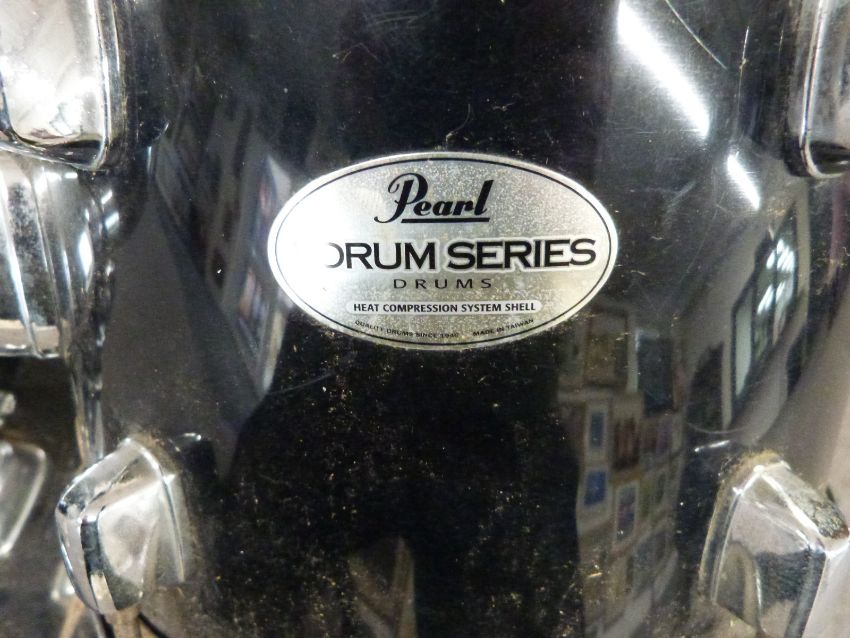 Pearl
DRUM SERIES
DRUMS
HEAT COMPRESSION SYSTEM SHELL
QUALITY DRUMS SINCE 1946 MADE IN TAIWAN